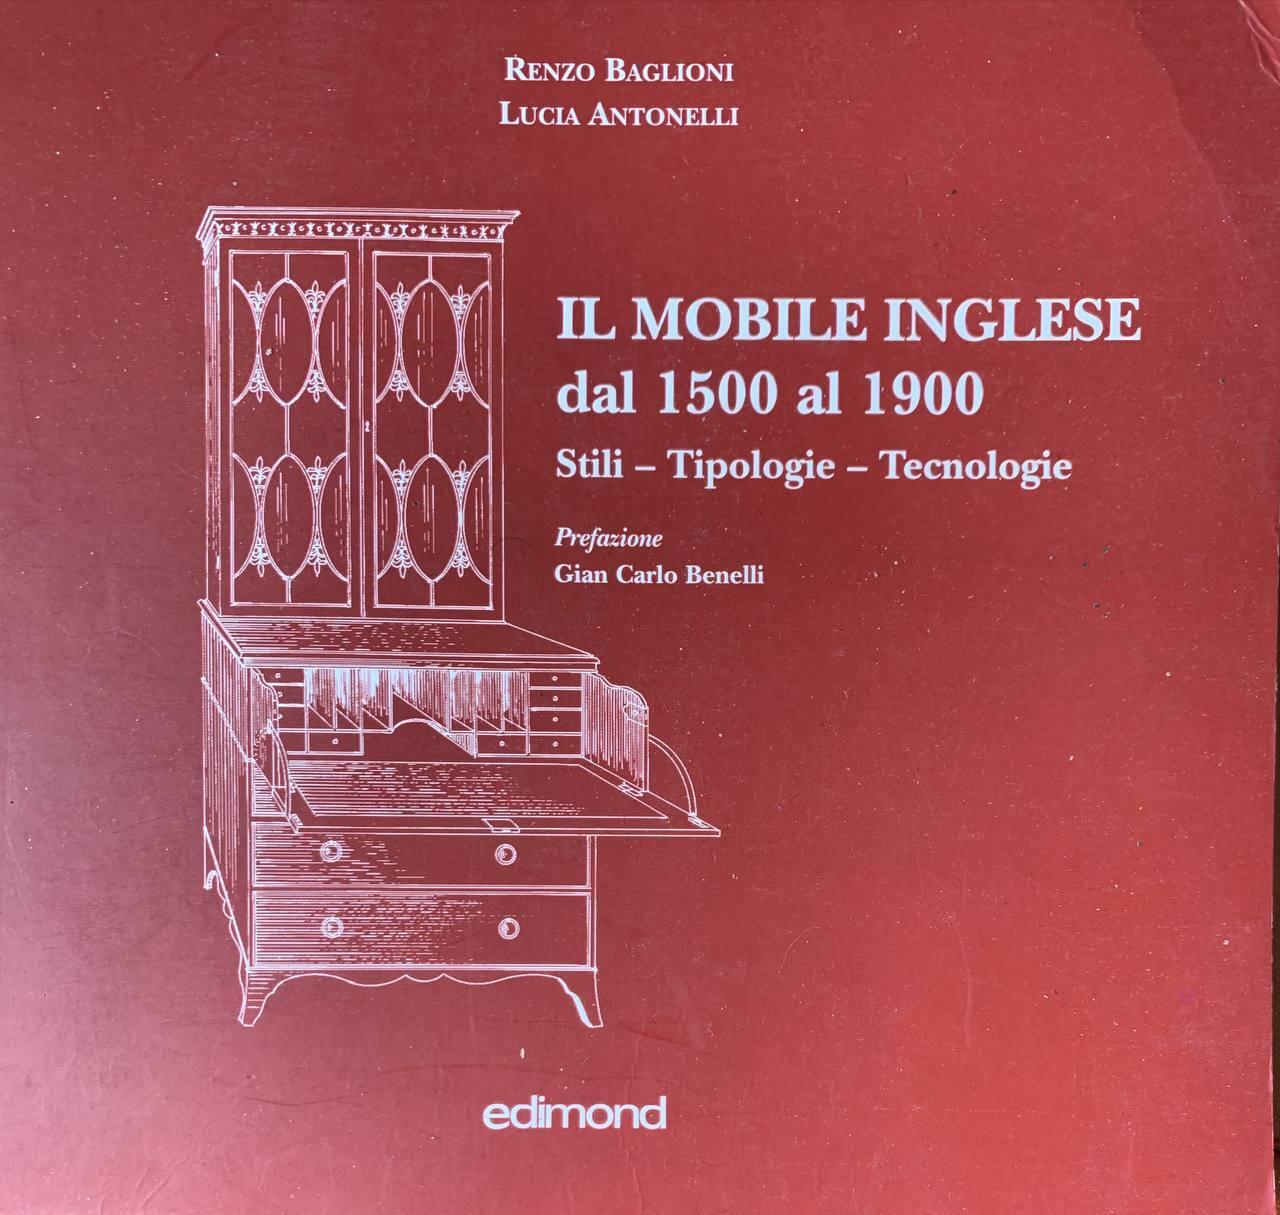 RENZO BAGLIONI
LUCIA ANTONELLI
IL MOBILE INGLESE
dal 1500 al 1900
Stili – Tipologie – Tecnologie
Prefazione
Gian Carlo Benelli
edimond